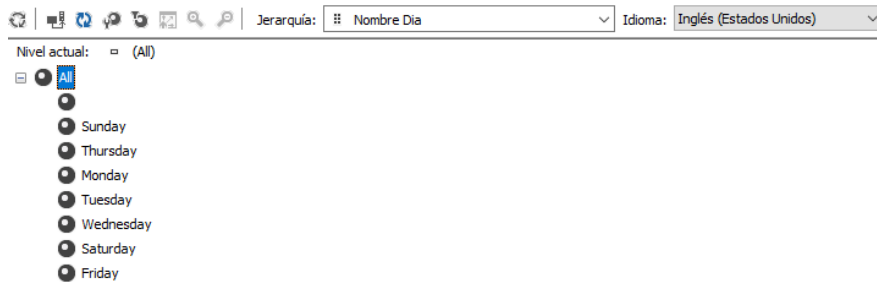 Jerarquía: Nombre Dia Idioma: Inglés (Estados Unidos)
Nivel actual: (All)
All
Sunday
Thursday
Monday
Tuesday
Wednesday
Saturday
Friday